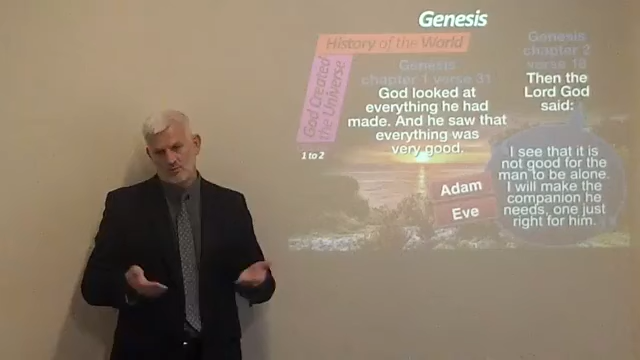 Genesis
History of the World
God Created
the Universe
1 to 2
Genesis
chapter 1 verse 31
God looked at
everything he had
made. And he saw that
everything was
very good.
Genesis
chapter 2
verse 18
Then the
Lord God
said:
I see that it is
not good for the
man to be alone.
I will make the
companion he
needs, one just
right for him.
Adam
Eve